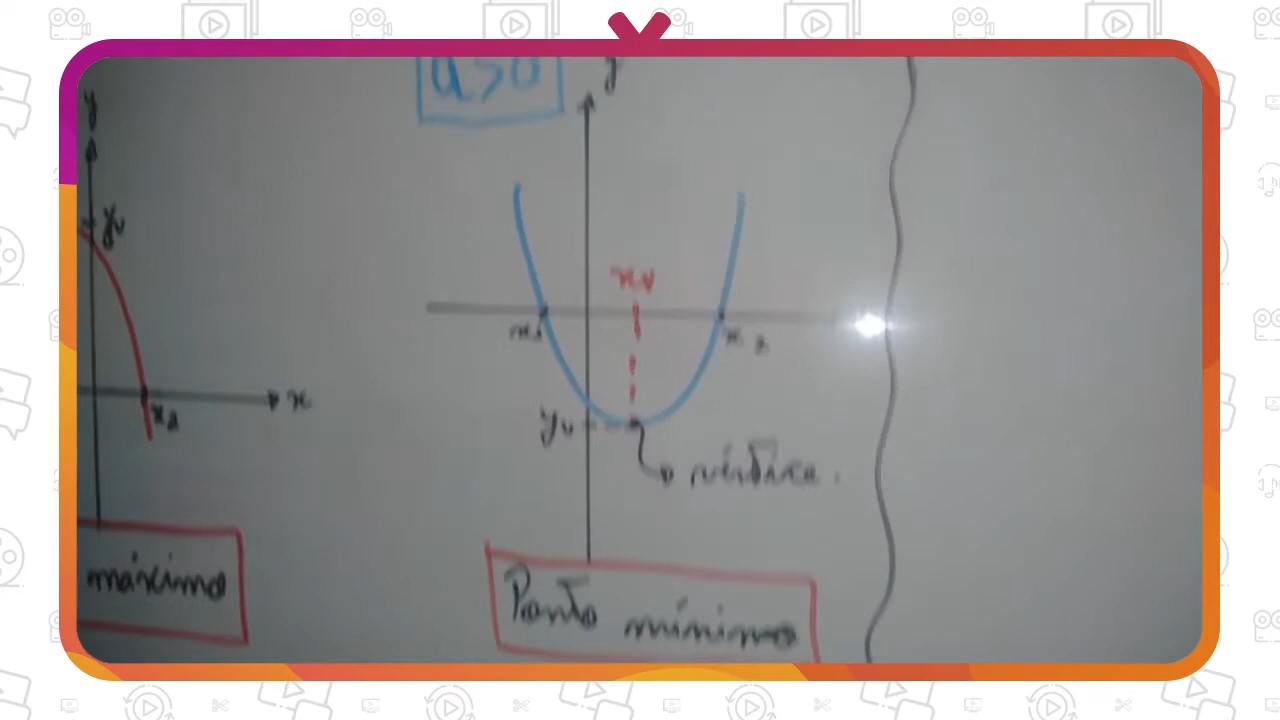 a>0
y
y
yv
xv
x1
x2
x
x2
yv
vértice.
máximo
Ponto mínimo